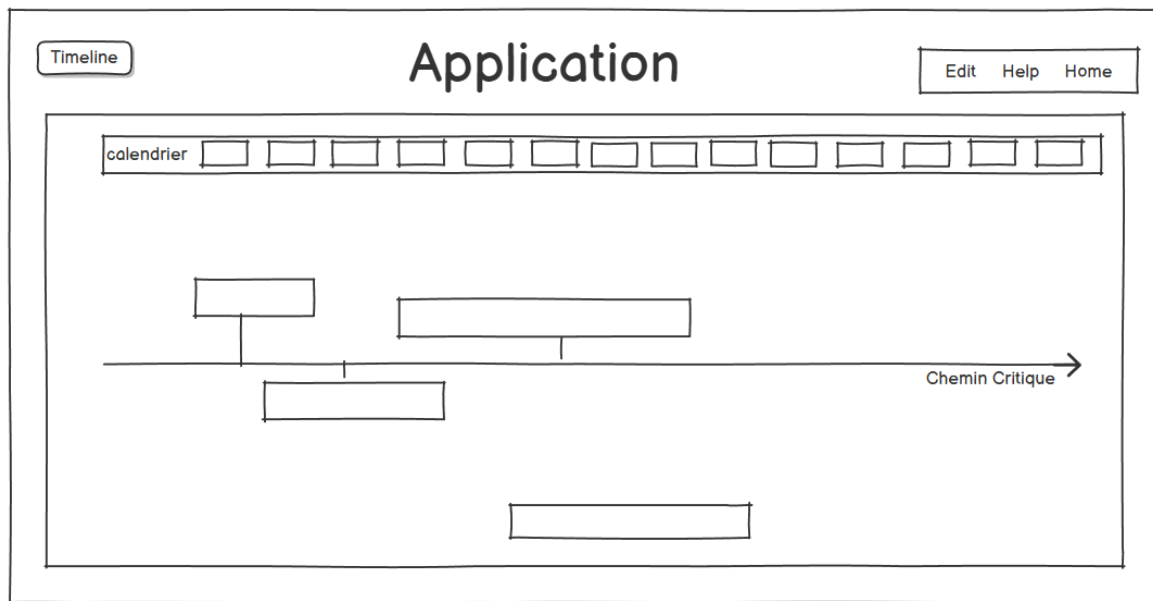 Timeline
Application
Edit Help Home
calendrier
Chemin Critique